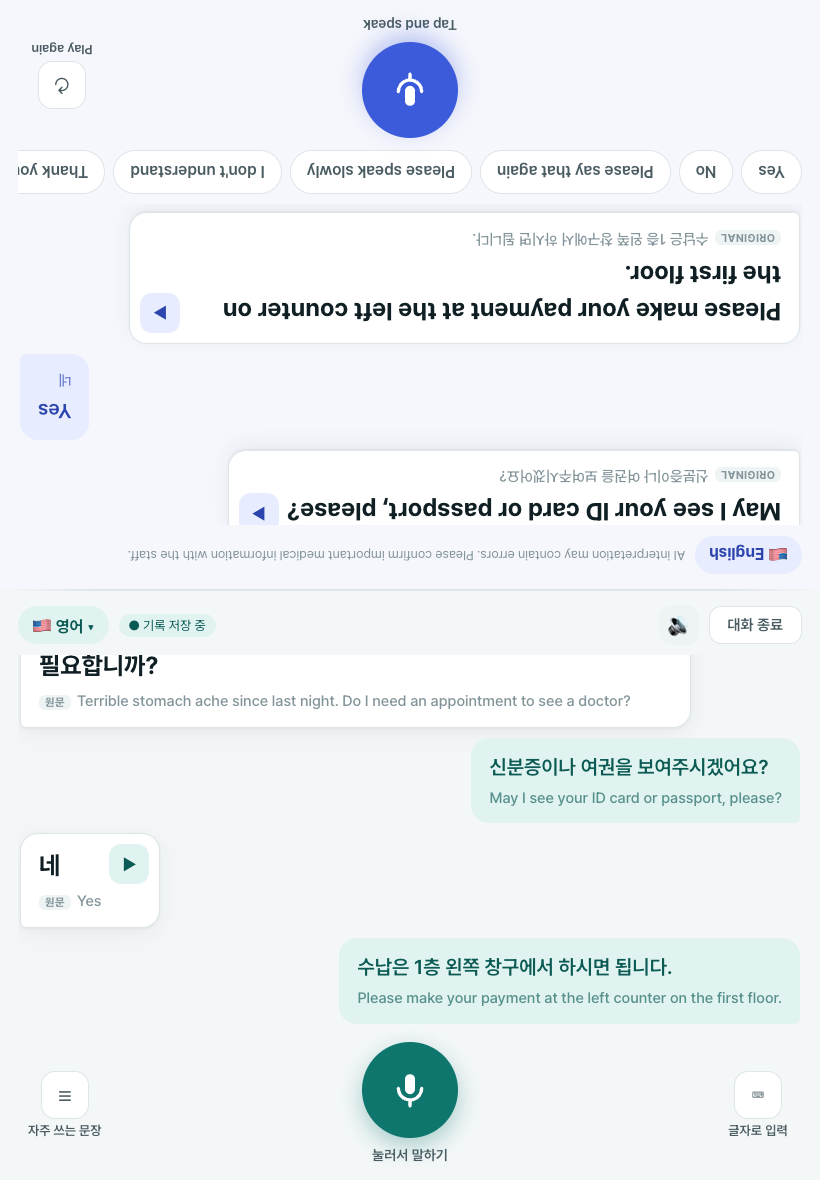 Tap and speak
Play again
Yes
No
Please say that again
Please speak slowly
I don't understand
Thank you
Please make your payment at the left counter on
the first floor.
ORIGINAL 수납은 1층 왼쪽 창구에서 하시면 됩니다.
Yes
네
May I see your ID card or passport, please?
ORIGINAL 신분증이나 여권을 보여주시겠어요?
English
AI interpretation may contain errors. Please confirm important medical information with the staff.
영어 ▾
기록 저장 중
대화 종료
필요합니까?
원문 Terrible stomach ache since last night. Do I need an appointment to see a doctor?
신분증이나 여권을 보여주시겠어요?
May I see your ID card or passport, please?
네
원문 Yes
수납은 1층 왼쪽 창구에서 하시면 됩니다.
Please make your payment at the left counter on the first floor.
자주 쓰는 문장
눌러서 말하기
글자로 입력